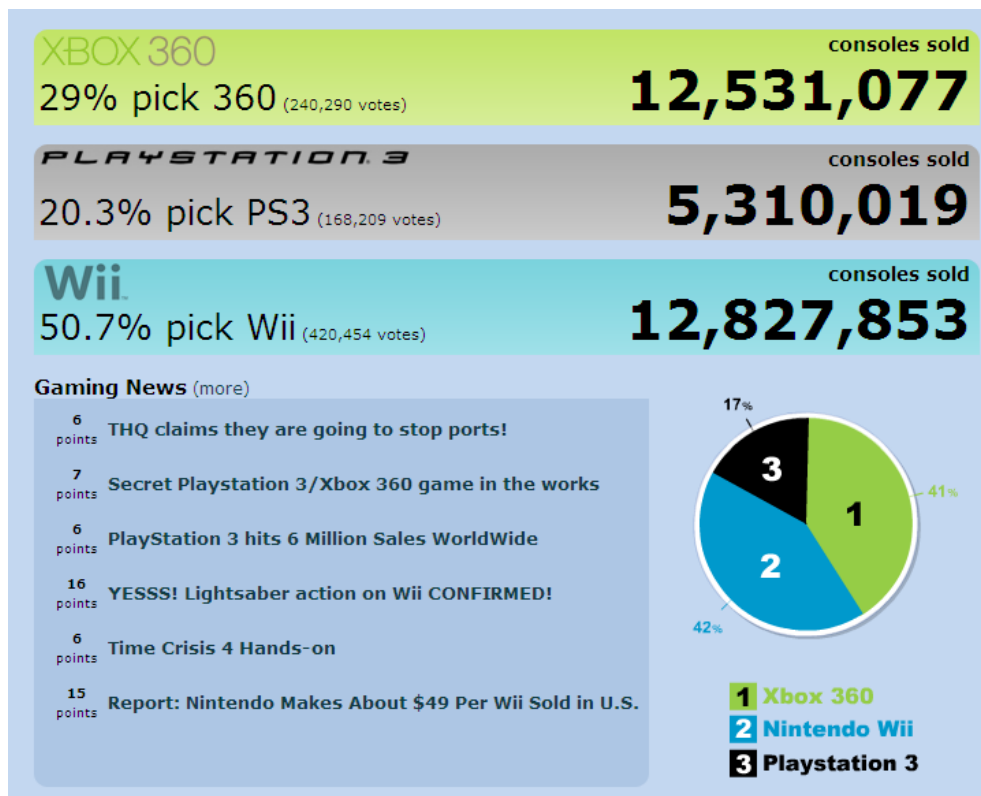 XBOX 360
consoles sold
29% pick 360 (240,290 votes)
12,531,077
PLAYSTATION 3
consoles sold
20.3% pick PS3 (168,209 votes)
5,310,019
Wii
consoles sold
50.7% pick Wii (420,454 votes)
12,827,853
Gaming News (more)
6 points
THQ claims they are going to stop ports!
7 points
Secret Playstation 3/Xbox 360 game in the works
6 points
PlayStation 3 hits 6 Million Sales WorldWide
16 points
YESSS! Lightsaber action on Wii CONFIRMED!
6 points
Time Crisis 4 Hands-on
15 points
Report: Nintendo Makes About $49 Per Wii Sold in U.S.
17%
3
1
41%
2
42%
1 Xbox 360
2 Nintendo Wii
3 Playstation 3